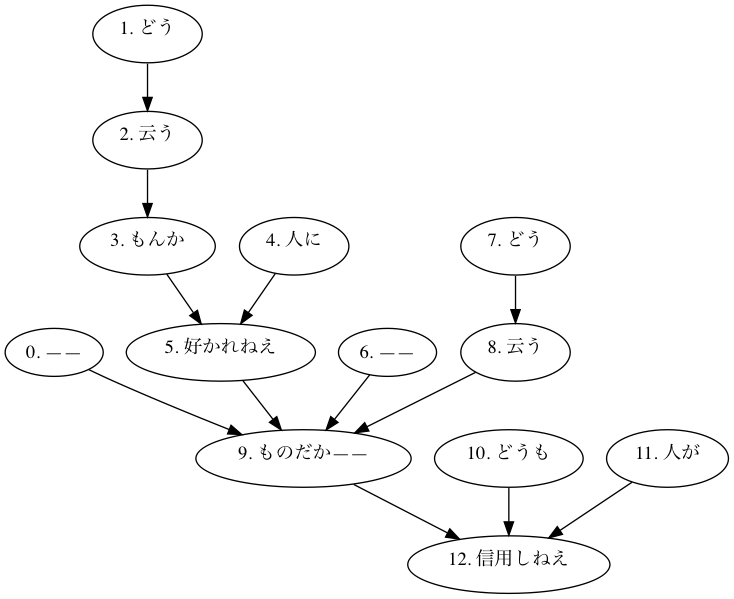 1. どう
2. 云う
3. もんか
4. 人に
7. どう
0. ——
5. 好かれねえ
6. ——
8. 云う
9. ものだか——
10. どうも
11. 人が
12. 信用しねえ